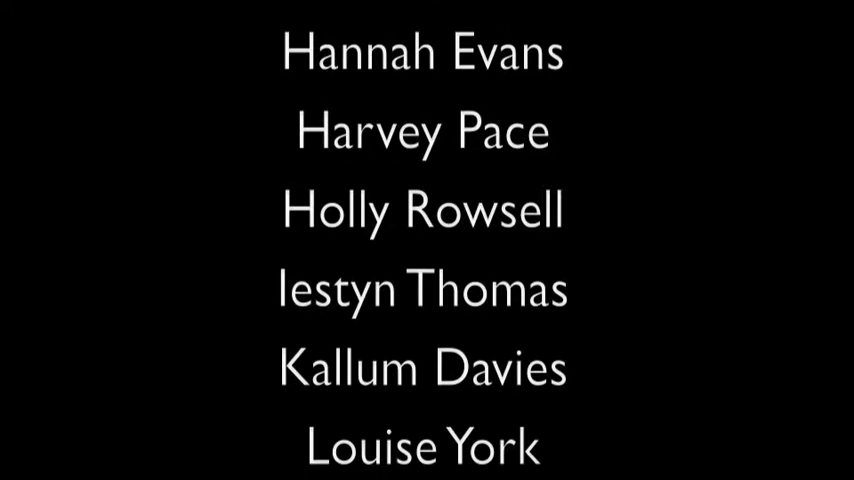 Hannah Evans
Harvey Pace
Holly Rowsell
Iestyn Thomas
Kallum Davies
Louise York